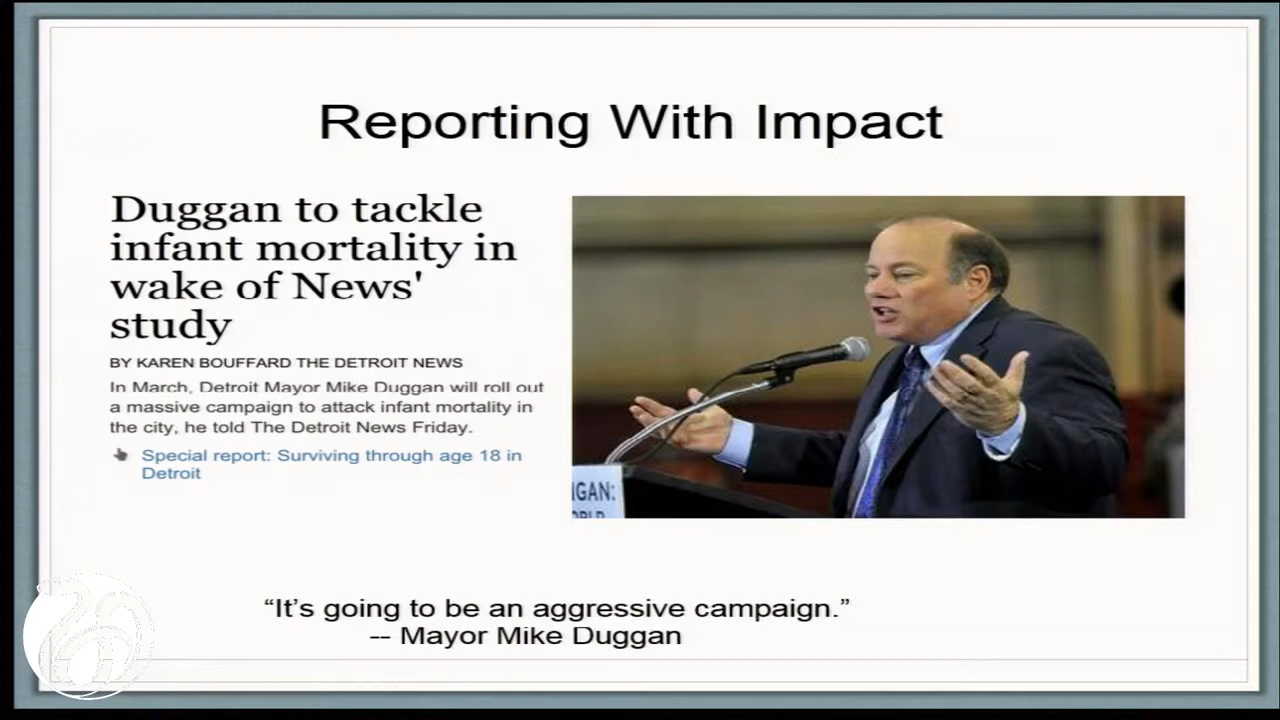 Reporting With Impact
Duggan to tackle
infant mortality in
wake of News'
study
BY KAREN BOUFFARD THE DETROIT NEWS
In March, Detroit Mayor Mike Duggan will roll out
a massive campaign to attack infant mortality in
the city, he told The Detroit News Friday.
Special report: Surviving through age 18 in
Detroit
IGAN:
ORLD
“It’s going to be an aggressive campaign.”
-- Mayor Mike Duggan